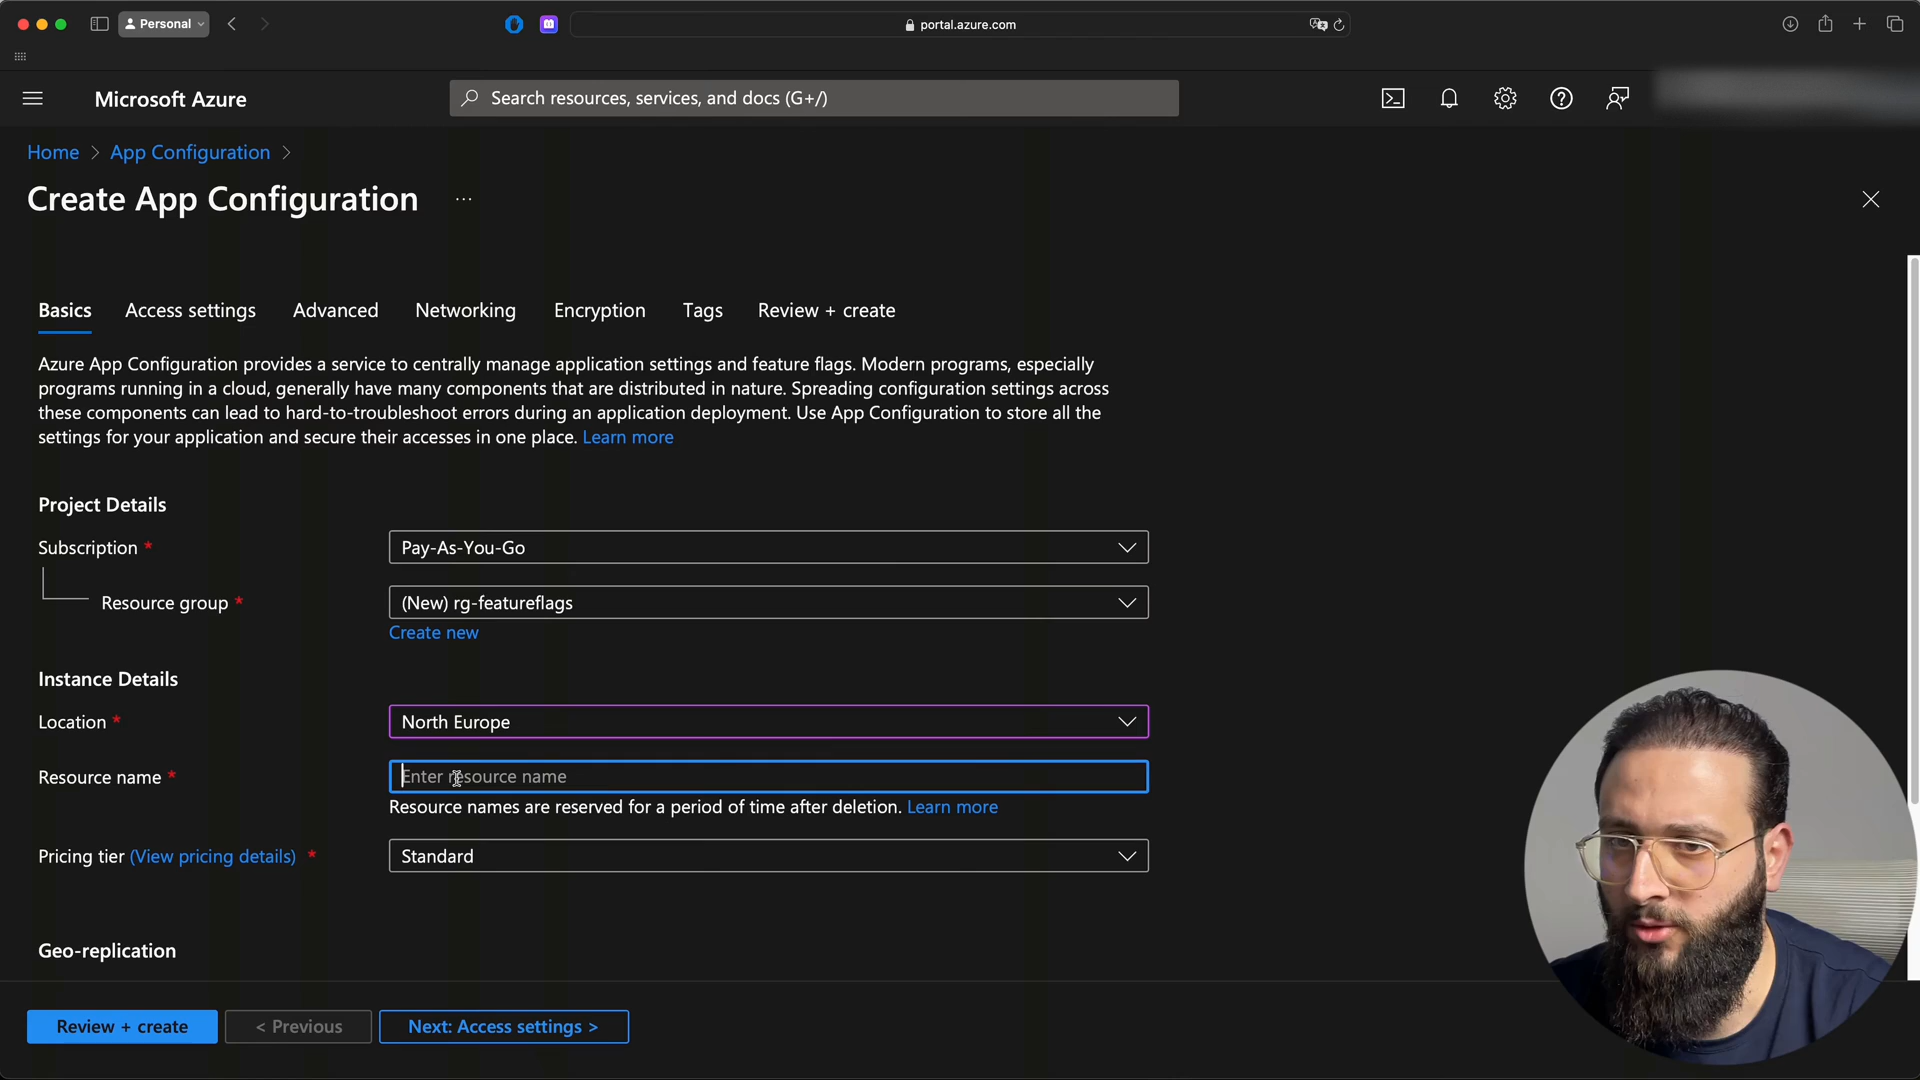 Personal
portal.azure.com
Microsoft Azure
Search resources, services, and docs (G+/)
Home > App Configuration >
Create App Configuration ...
Basics Access settings Advanced Networking Encryption Tags Review + create
Azure App Configuration provides a service to centrally manage application settings and feature flags. Modern programs, especially
programs running in a cloud, generally have many components that are distributed in nature. Spreading configuration settings across
these components can lead to hard-to-troubleshoot errors during an application deployment. Use App Configuration to store all the
settings for your application and secure their accesses in one place. Learn more
Project Details
Subscription * Pay-As-You-Go
Resource group * (New) rg-featureflags
Create new
Instance Details
Location * North Europe
Resource name * Enter resource name
Resource names are reserved for a period of time after deletion. Learn more
Pricing tier (View pricing details) * Standard
Geo-replication
Review + create < Previous Next: Access settings >